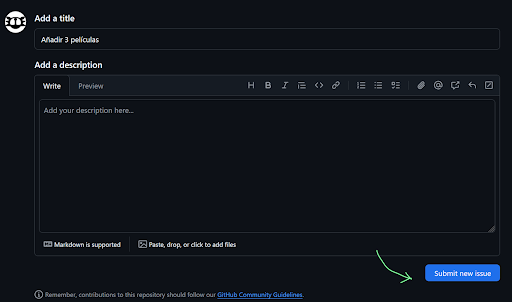 Add a title
Añadir 3 películas
Add a description
Write Preview
Add your description here...
Markdown is supported Paste, drop, or click to add files
Submit new issue
Remember, contributions to this repository should follow our GitHub Community Guidelines.